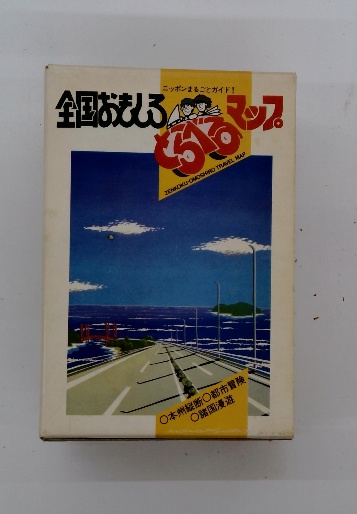 ニッポンまるごとガイド!
全国おもしろ
とらべるマップ
ZENKOKU-OMOSHIRO TRAVEL MAP
○本州縦断○都市冒険
○諸国漫遊